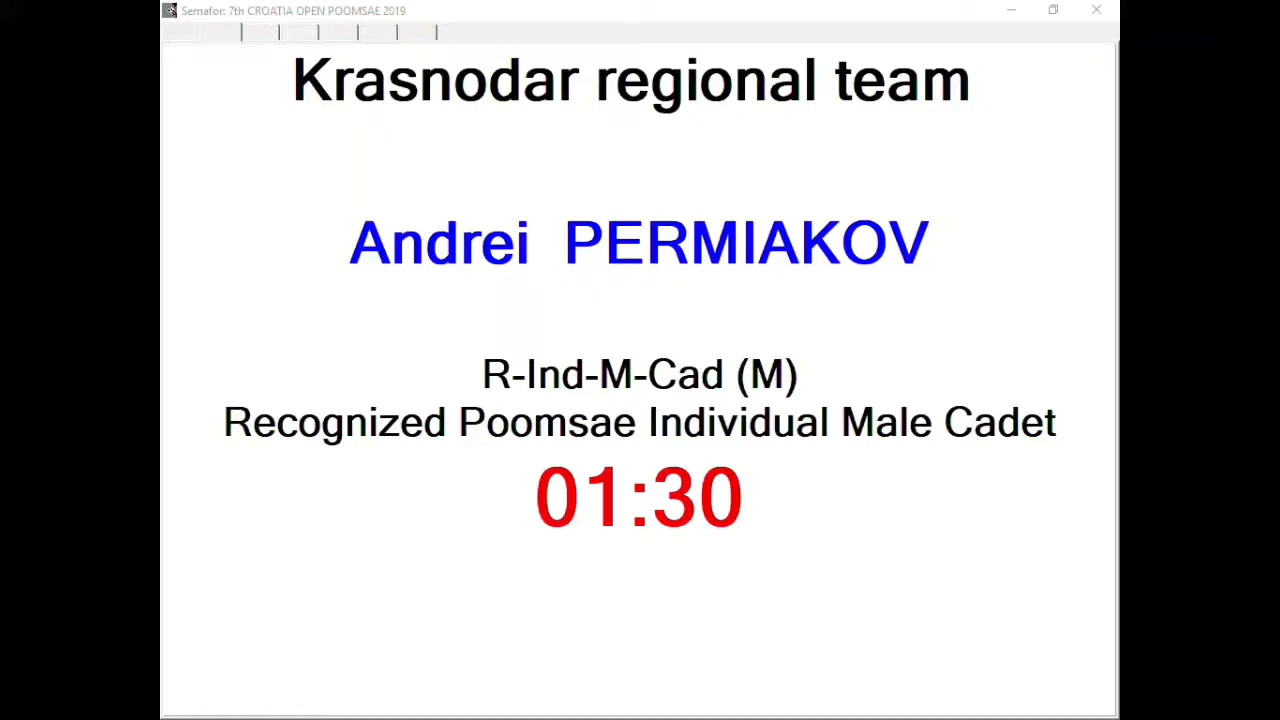 Semafor: 7th CROATIA OPEN POOMSAE 2019
Krasnodar regional team
Andrei PERMIAKOV
R-Ind-M-Cad (M)
Recognized Poomsae Individual Male Cadet
01:30